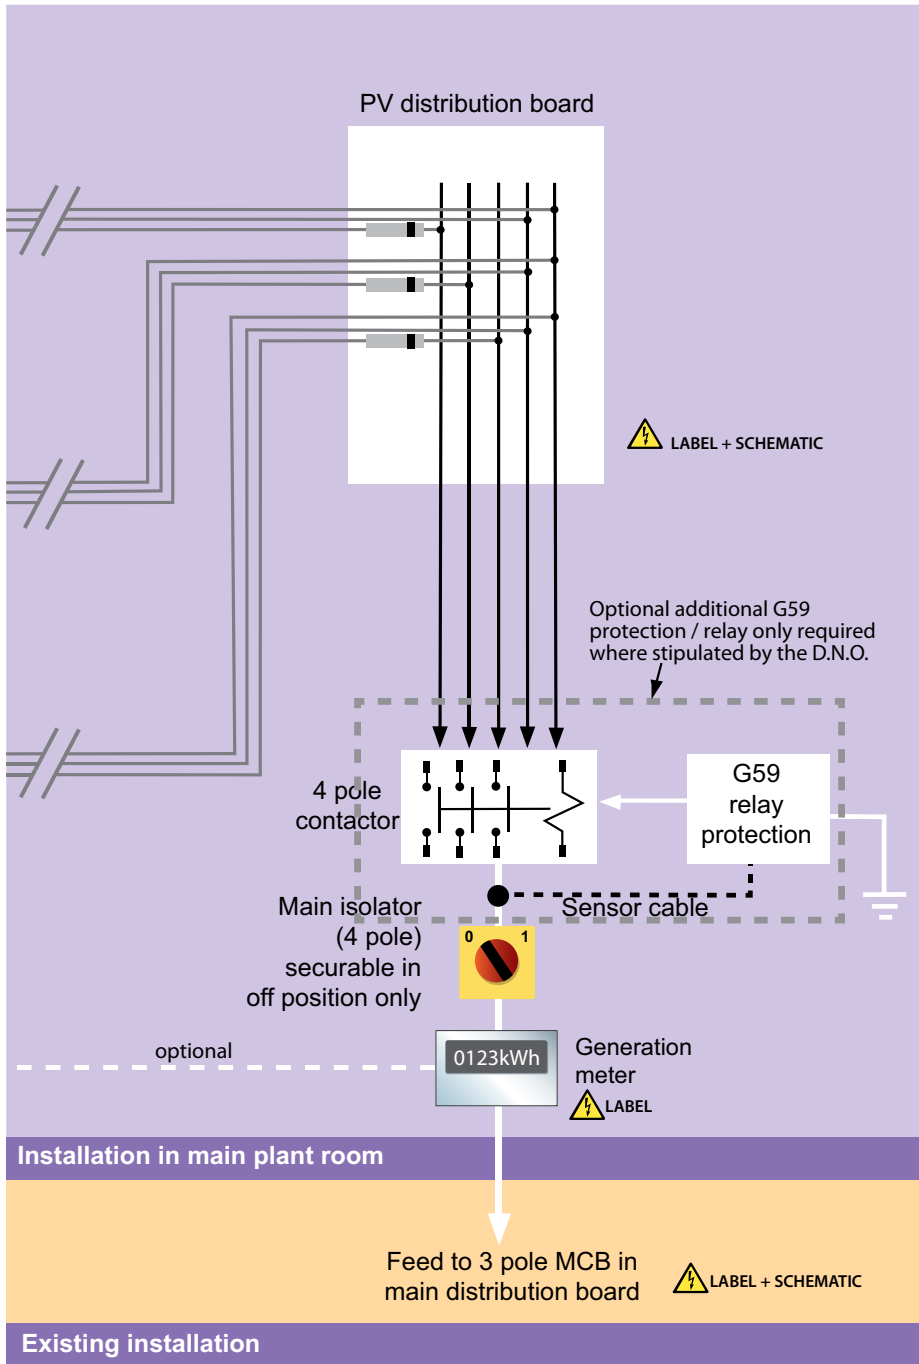 PV distribution board
LABEL + SCHEMATIC
Optional additional G59
protection / relay only required
where stipulated by the D.N.O.
4 pole
contactor
G59
relay
protection
Sensor cable
Main isolator
(4 pole)
securable in
off position only
0 1
optional
0123kWh
Generation
meter
LABEL
Installation in main plant room
Feed to 3 pole MCB in
main distribution board
LABEL + SCHEMATIC
Existing installation